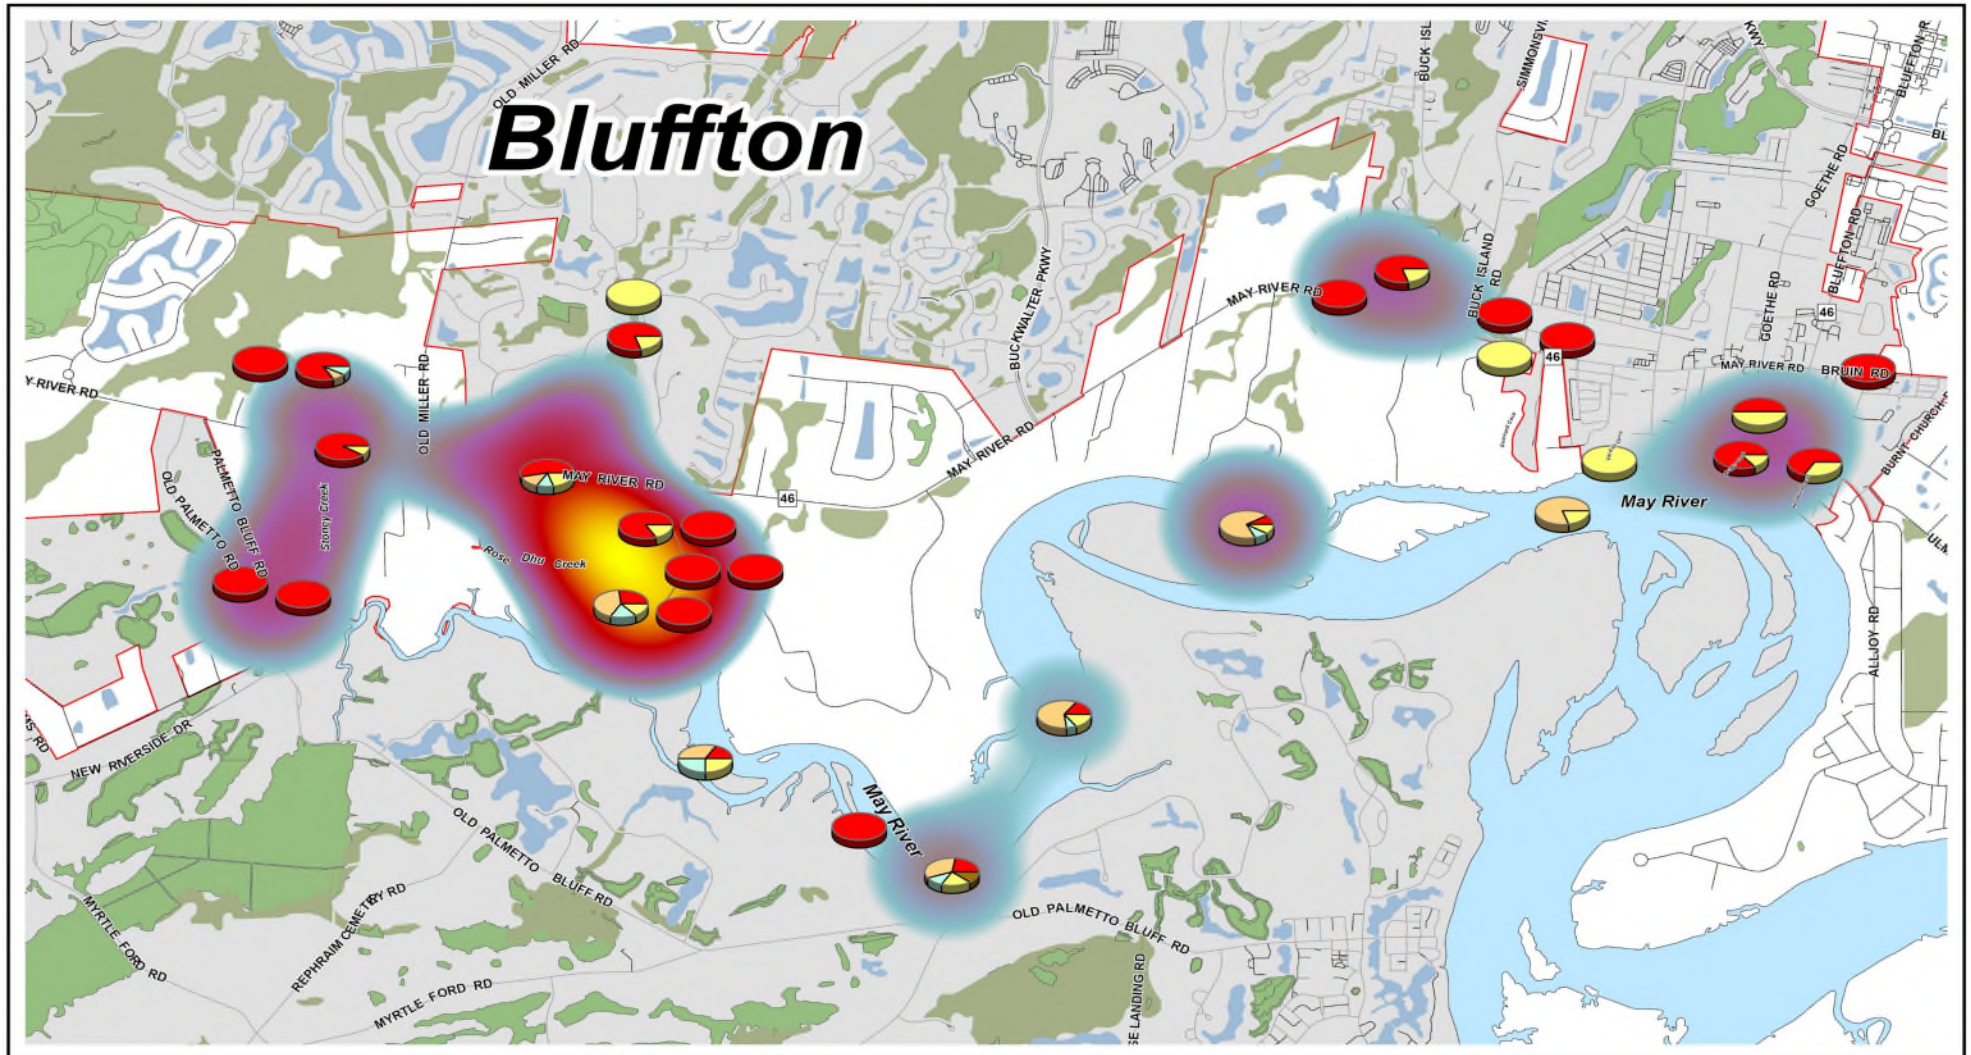 OLD MILLER RD
BUCK ISL
KWY
BLUFFTON R
BL
Bluffton
GOETHE RD
BLUFFTON RD
BUCKWALTER PKWY
BUCK ISLAND
RD
MAY RIVER RD
GOETHE RD
46
46
MAY RIVER RD
BRUIN RD
Y RIVER RD
OLD MILLER RD
BURNT CHURCH
MAY RIVER RD
MAY RIVER RD
46
PALMETTO BLUFF RD
OLD PALMETTO RD
Stoney Creek
Rose Dhu Creek
May River
ULM
ALLJOY RD
NEW RIVERSIDE DR
May River
OLD PALMETTO
BLUFF RD
OLD PALMETTO BLUFF RD
MYRTLE FORD RD
REPHRAIM CEMETRY RD
MYRTLE FORD RD
SE LANDING RD